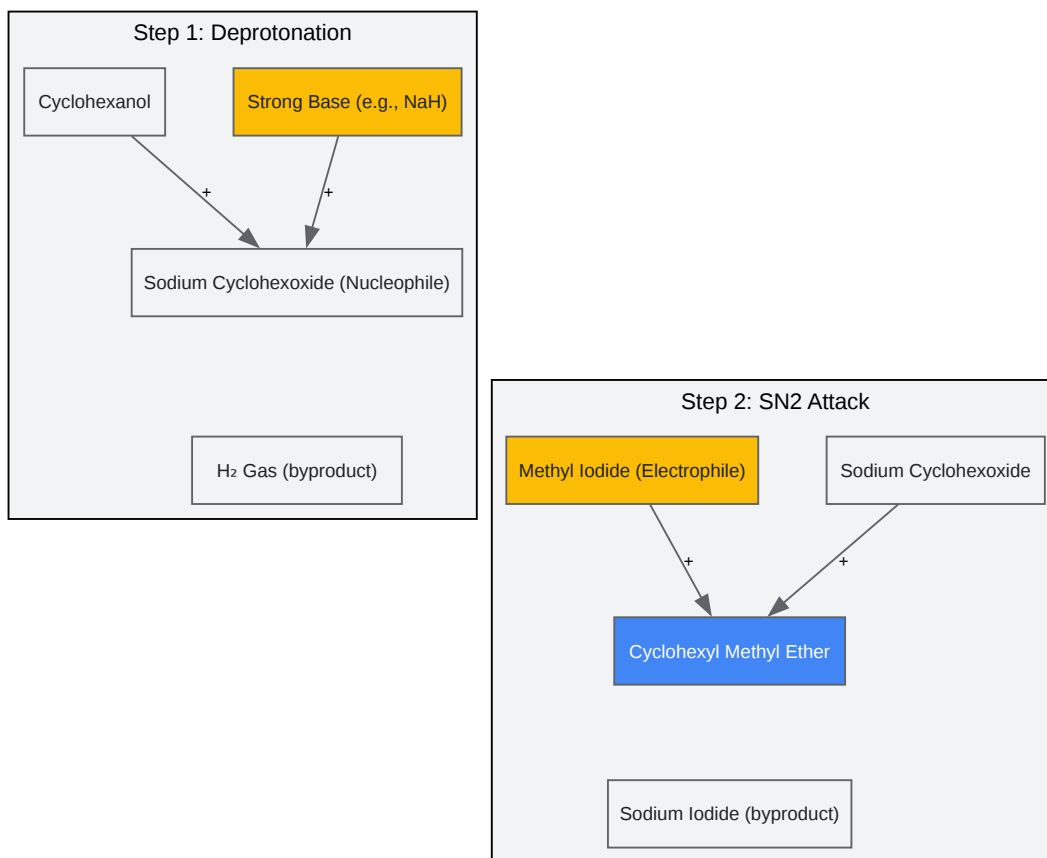 Step 1: Deprotonation
Cyclohexanol
Strong Base (e.g., NaH)
+
+
Sodium Cyclohexoxide (Nucleophile)
H₂ Gas (byproduct)
Step 2: SN2 Attack
Methyl Iodide (Electrophile)
Sodium Cyclohexoxide
+
+
Cyclohexyl Methyl Ether
Sodium Iodide (byproduct)